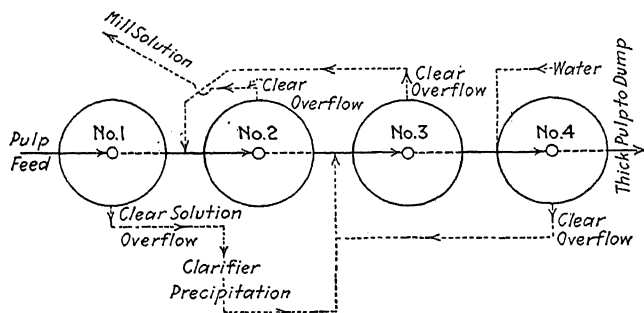 Mill Solution
Clear
Overflow
Clear
Overflow
Water
Thick Pulp to Dump
Pulp
Feed
No.1
No.2
No.3
No.4
Clear Solution
Overflow
Clear
Overflow
Clarifier
Precipitation